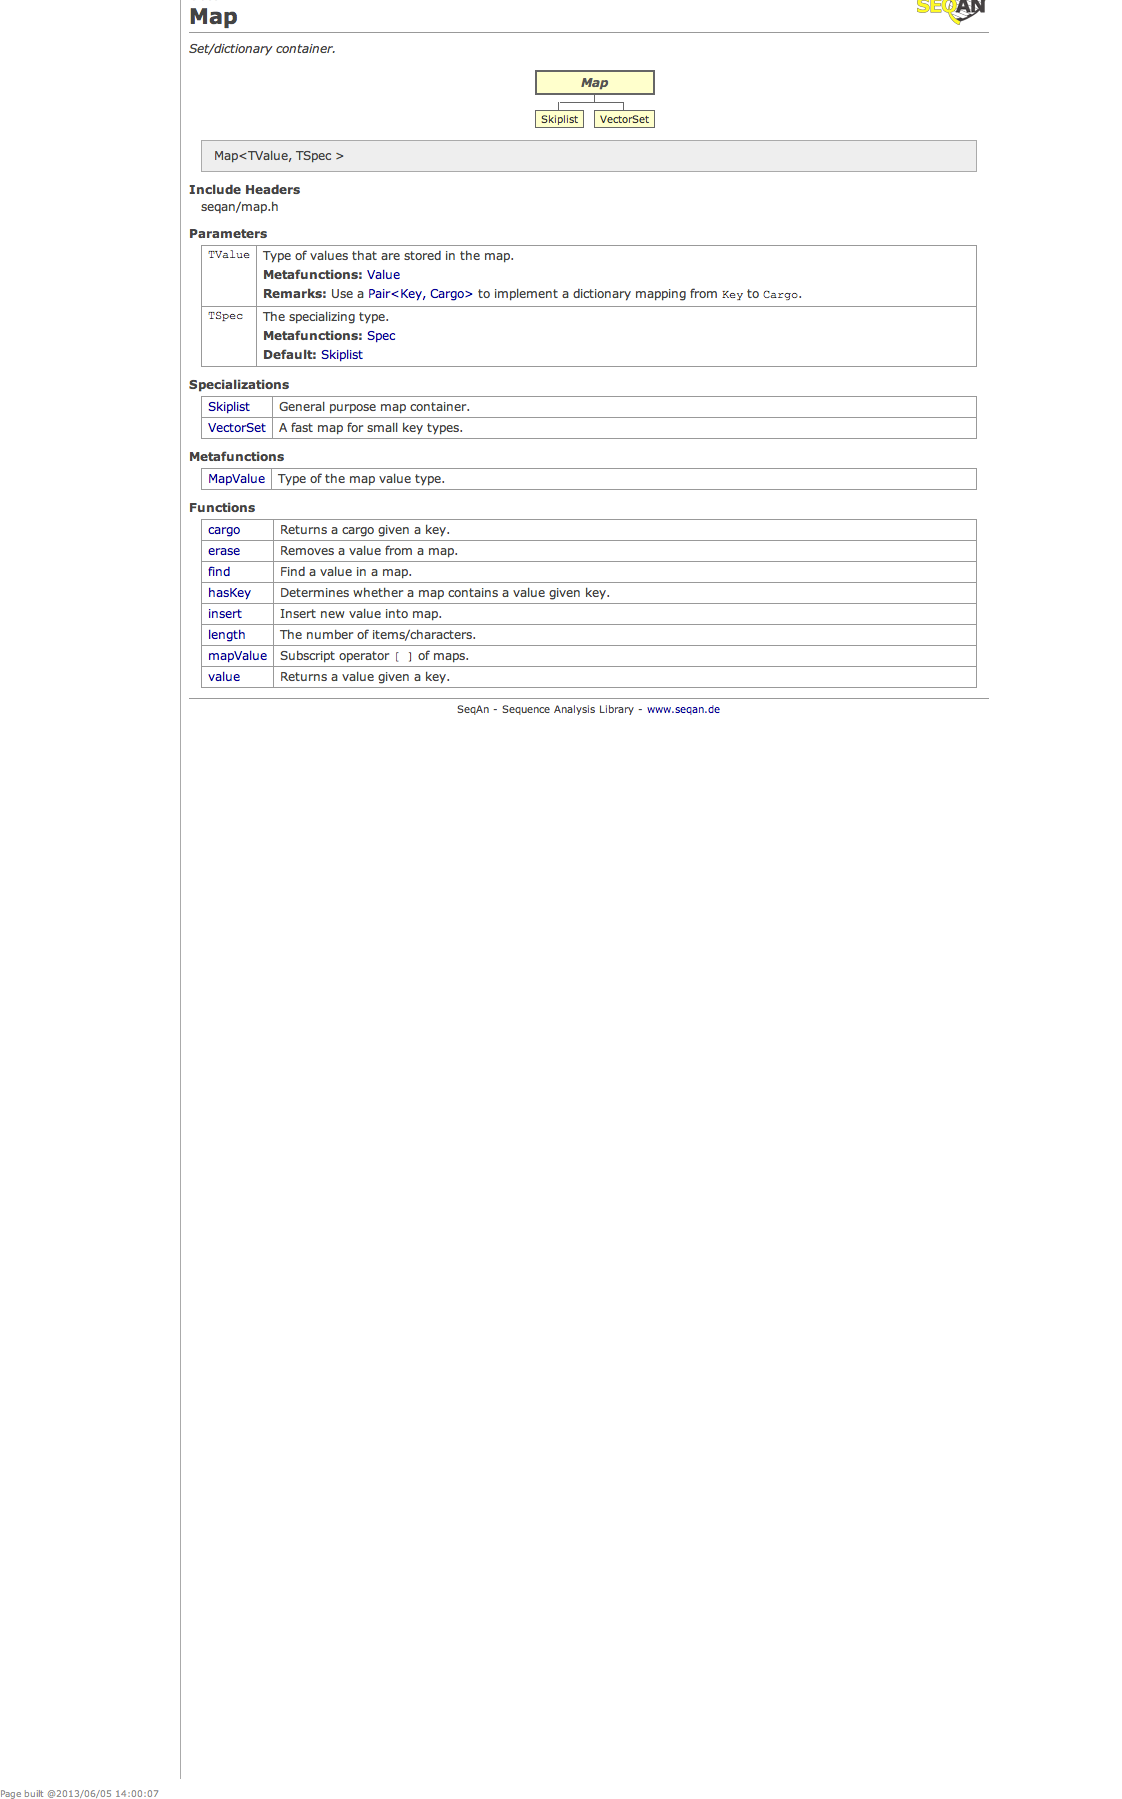 Map
SEQAN
Set/dictionary container.
Map
Skiplist VectorSet
Map<TValue, TSpec >
Include Headers
seqan/map.h
Parameters
TValue Type of values that are stored in the map.
Metafunctions: Value
Remarks: Use a Pair<Key, Cargo> to implement a dictionary mapping from Key to Cargo.
TSpec The specializing type.
Metafunctions: Spec
Default: Skiplist
Specializations
Skiplist General purpose map container.
VectorSet A fast map for small key types.
Metafunctions
MapValue Type of the map value type.
Functions
cargo Returns a cargo given a key.
erase Removes a value from a map.
find Find a value in a map.
hasKey Determines whether a map contains a value given key.
insert Insert new value into map.
length The number of items/characters.
mapValue Subscript operator [ ] of maps.
value Returns a value given a key.
SeqAn - Sequence Analysis Library - www.seqan.de
Page built @2013/06/05 14:00:07